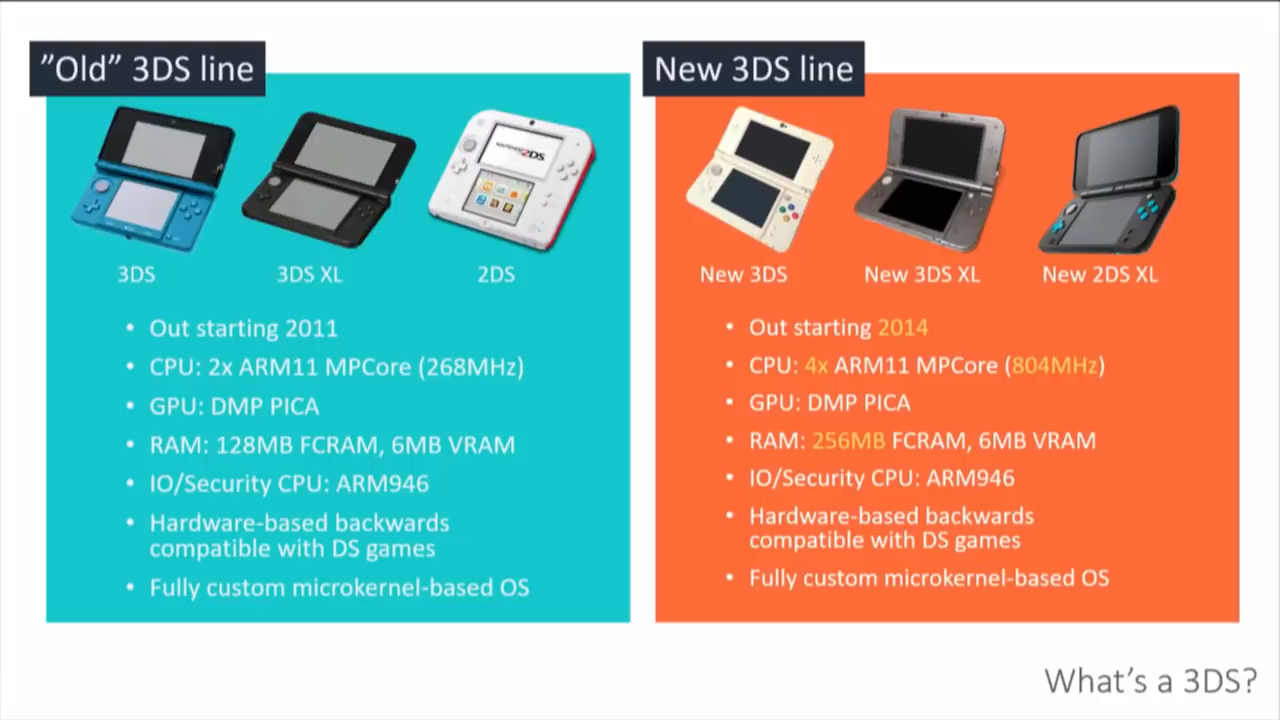 ”Old” 3DS line
NINTENDO 2DS
3DS
3DS XL
2DS
• Out starting 2011
• CPU: 2x ARM11 MPCore (268MHz)
• GPU: DMP PICA
• RAM: 128MB FCRAM, 6MB VRAM
• IO/Security CPU: ARM946
• Hardware-based backwards
compatible with DS games
• Fully custom microkernel-based OS
New 3DS line
New 3DS
New 3DS XL
New 2DS XL
• Out starting 2014
• CPU: 4x ARM11 MPCore (804MHz)
• GPU: DMP PICA
• RAM: 256MB FCRAM, 6MB VRAM
• IO/Security CPU: ARM946
• Hardware-based backwards
compatible with DS games
• Fully custom microkernel-based OS
What’s a 3DS?